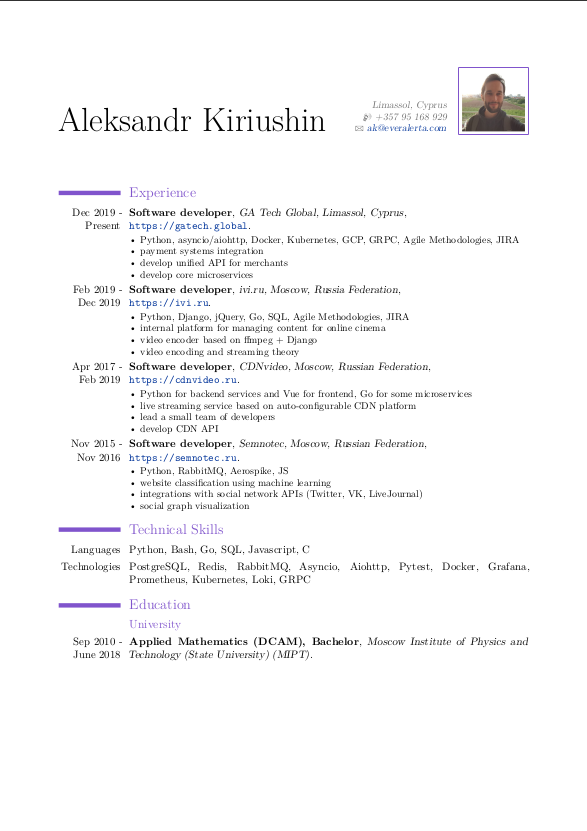 Aleksandr Kiriushin
Limassol, Cyprus
+357 95 168 929
ak@everalerta.com
Experience
Dec 2019 - Present
Software developer, GA Tech Global, Limassol, Cyprus,
https://gatech.global.
• Python, asyncio/aiohttp, Docker, Kubernetes, GCP, GRPC, Agile Methodologies, JIRA
• payment systems integration
• develop unified API for merchants
• develop core microservices
Feb 2019 - Dec 2019
Software developer, ivi.ru, Moscow, Russia Federation,
https://ivi.ru.
• Python, Django, jQuery, Go, SQL, Agile Methodologies, JIRA
• internal platform for managing content for online cinema
• video encoder based on ffmpeg + Django
• video encoding and streaming theory
Apr 2017 - Feb 2019
Software developer, CDNvideo, Moscow, Russian Federation,
https://cdnvideo.ru.
• Python for backend services and Vue for frontend, Go for some microservices
• live streaming service based on auto-configurable CDN platform
• lead a small team of developers
• develop CDN API
Nov 2015 - Nov 2016
Software developer, Semnotec, Moscow, Russian Federation,
https://semnotec.ru.
• Python, RabbitMQ, Aerospike, JS
• website classification using machine learning
• integrations with social network APIs (Twitter, VK, LiveJournal)
• social graph visualization
Technical Skills
Languages Python, Bash, Go, SQL, Javascript, C
Technologies PostgreSQL, Redis, RabbitMQ, Asyncio, Aiohttp, Pytest, Docker, Grafana,
Prometheus, Kubernetes, Loki, GRPC
Education
University
Sep 2010 - June 2018
Applied Mathematics (DCAM), Bachelor, Moscow Institute of Physics and
Technology (State University) (MIPT).